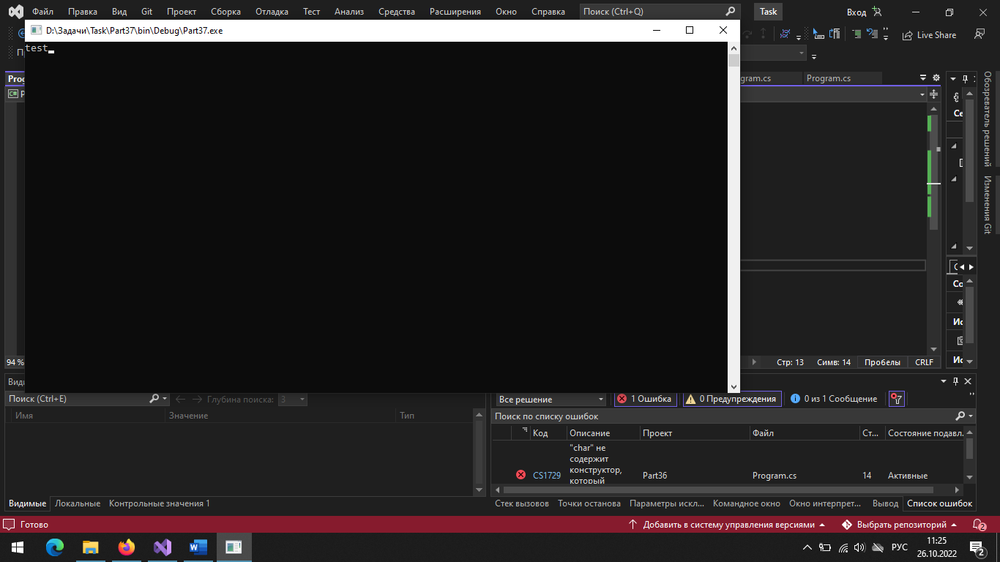 Файл Правка Вид Git Проект Сборка Отладка Тест Анализ Средства Расширения Окно Справка Поиск (Ctrl+Q) Task Вход
D:\Задачи\Task\Part37\bin\Debug\Part37.exe
Live Share
test
Program.cs
Обозреватель решений
Изменения Git
94 %
Стр: 13 Симв: 14 Пробелы CRLF
Поиск (Ctrl+E) Глубина поиска: 3
Имя Значение Тип
Видимые Локальные Контрольные значения 1
Все решение 1 Ошибка 0 Предупреждения 0 из 1 Сообщение
Поиск по списку ошибок
Код Описание Проект Файл Ст... Состояние подавл.
"char" не
содержит
конструктор,
который
CS1729 Part36 Program.cs 14 Активные
Стек вызовов Точки останова Параметры искл... Командное окно Окно интерпрет... Вывод Список ошибок
Готово Добавить в систему управления версиями Выбрать репозиторий 2
РУС 11:25
26.10.2022 2